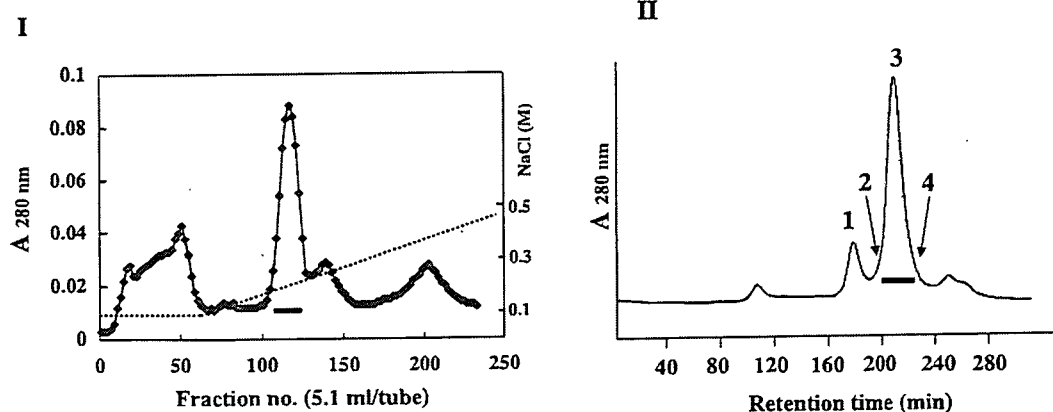 I
A 280 nm
0.1
0.08
0.06
0.04
0.02
0
0 50 100 150 200 250
Fraction no. (5.1 ml/tube)
NaCl (M)
0.5
0.3
0.1
II
A 280 nm
1
2
3
4
40 80 120 160 200 240 280
Retention time (min)